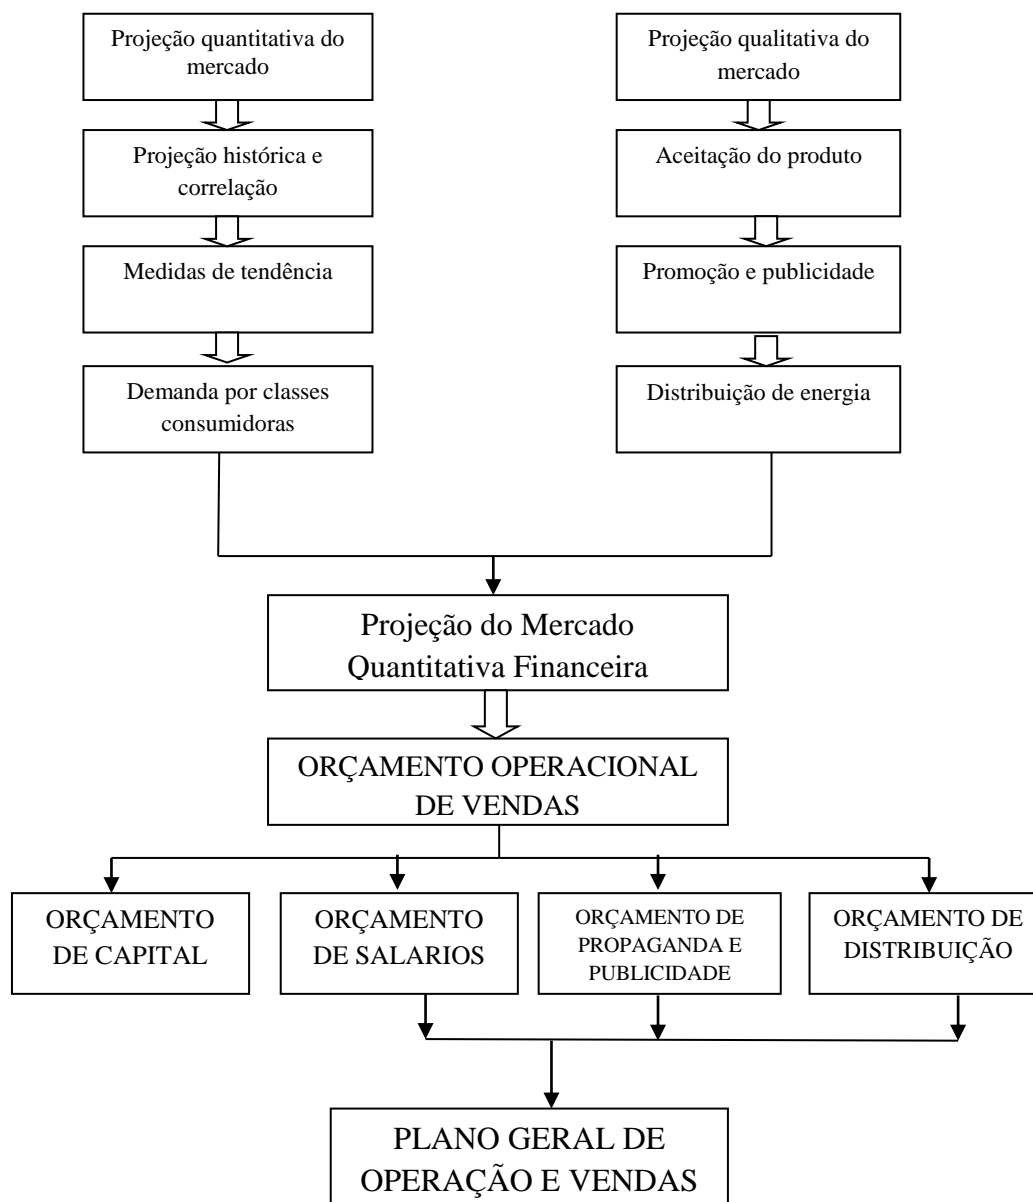 Projeção quantitativa do
mercado
Projeção qualitativa do
mercado
Projeção histórica e
correlação
Aceitação do produto
Medidas de tendência
Promoção e publicidade
Demanda por classes
consumidoras
Distribuição de energia
Projeção do Mercado
Quantitativa Financeira
ORÇAMENTO OPERACIONAL
DE VENDAS
ORÇAMENTO
DE CAPITAL
ORÇAMENTO
DE SALARIOS
ORÇAMENTO DE
PROPAGANDA E
PUBLICIDADE
ORÇAMENTO DE
DISTRIBUIÇÃO
PLANO GERAL DE
OPERAÇÃO E VENDAS